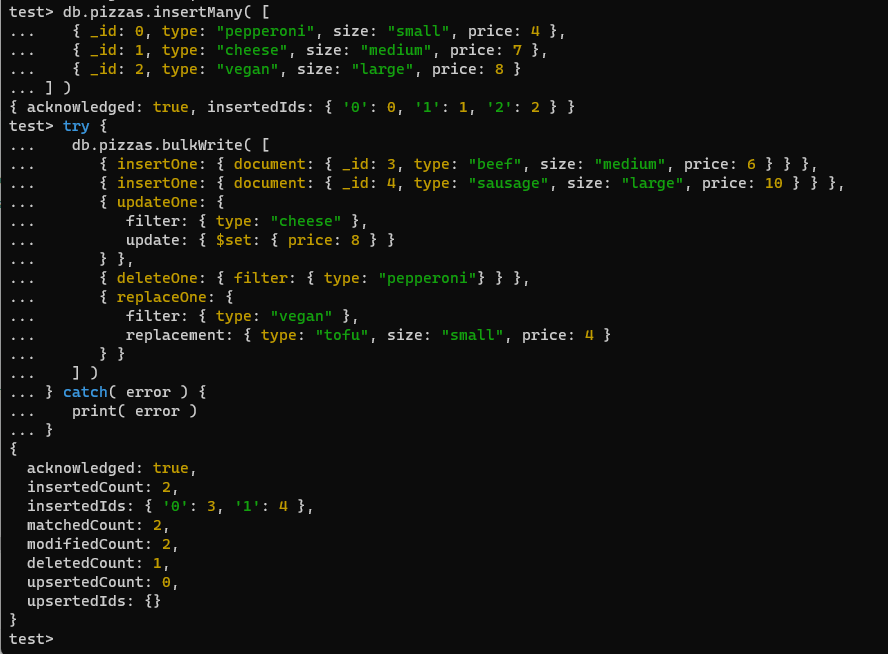 test> db.pizzas.insertMany( [
...    { _id: 0, type: "pepperoni", size: "small", price: 4 },
...    { _id: 1, type: "cheese", size: "medium", price: 7 },
...    { _id: 2, type: "vegan", size: "large", price: 8 }
... ] )
{ acknowledged: true, insertedIds: { '0': 0, '1': 1, '2': 2 } }
test> try {
...    db.pizzas.bulkWrite( [
...       { insertOne: { document: { _id: 3, type: "beef", size: "medium", price: 6 } } },
...       { insertOne: { document: { _id: 4, type: "sausage", size: "large", price: 10 } } },
...       { updateOne: {
...          filter: { type: "cheese" },
...          update: { $set: { price: 8 } }
...       } },
...       { deleteOne: { filter: { type: "pepperoni"} } },
...       { replaceOne: {
...          filter: { type: "vegan" },
...          replacement: { type: "tofu", size: "small", price: 4 }
...       } }
...    ] )
... } catch( error ) {
...    print( error )
... }
{
  acknowledged: true,
  insertedCount: 2,
  insertedIds: { '0': 3, '1': 4 },
  matchedCount: 2,
  modifiedCount: 2,
  deletedCount: 1,
  upsertedCount: 0,
  upsertedIds: {}
}
test>